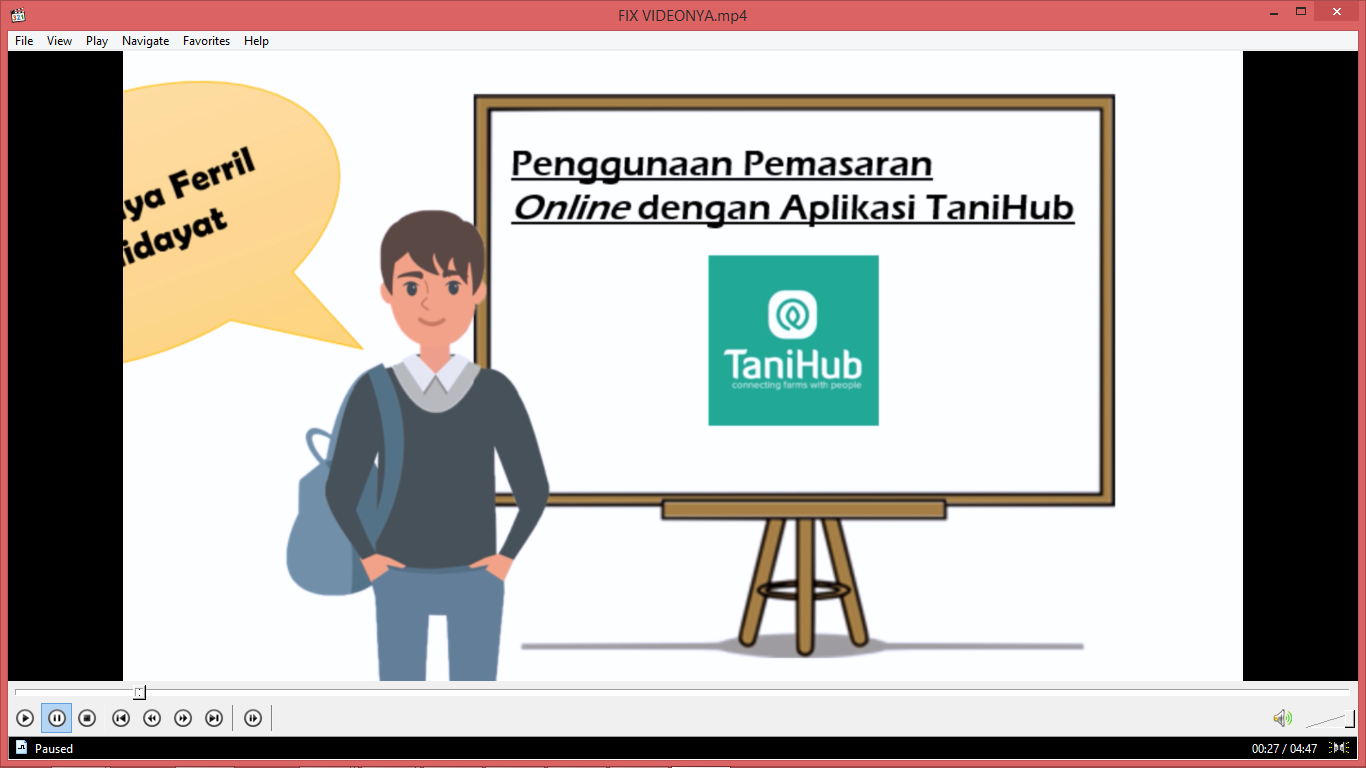 FIX VIDEONYA.mp4
File View Play Navigate Favorites Help
ya Ferril
idayat
Penggunaan Pemasaran
Online dengan Aplikasi TaniHub
TaniHub
connecting farms with people
Paused
00:27 / 04:47